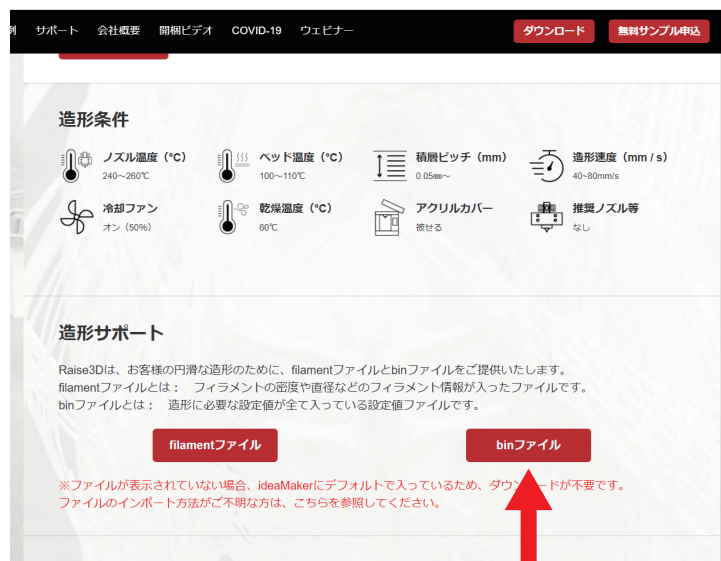 例 サポート 会社概要 開梱ビデオ COVID-19 ウェビナー ダウンロード 無料サンプル申込
造形条件
ノズル温度（°C） ベッド温度（°C） 積層ピッチ（mm） 造形速度（mm / s）
240～260℃ 100～110℃ 0.05㎜～ 40~80mm/s
冷却ファン 乾燥温度（°C） アクリルカバー 推奨ノズル等
オン（50%） 60℃ 被せる なし
造形サポート
Raise3Dは、お客様の円滑な造形のために、filamentファイルとbinファイルをご提供いたします。
filamentファイルとは： フィラメントの密度や直径などのフィラメント情報が入ったファイルです。
binファイルとは： 造形に必要な設定値が全て入っている設定値ファイルです。
filamentファイル binファイル
※ファイルが表示されていない場合、ideaMakerにデフォルトで入っているため、ダウンロードが不要です。
ファイルのインポート方法がご不明な方は、こちらを参照してください。